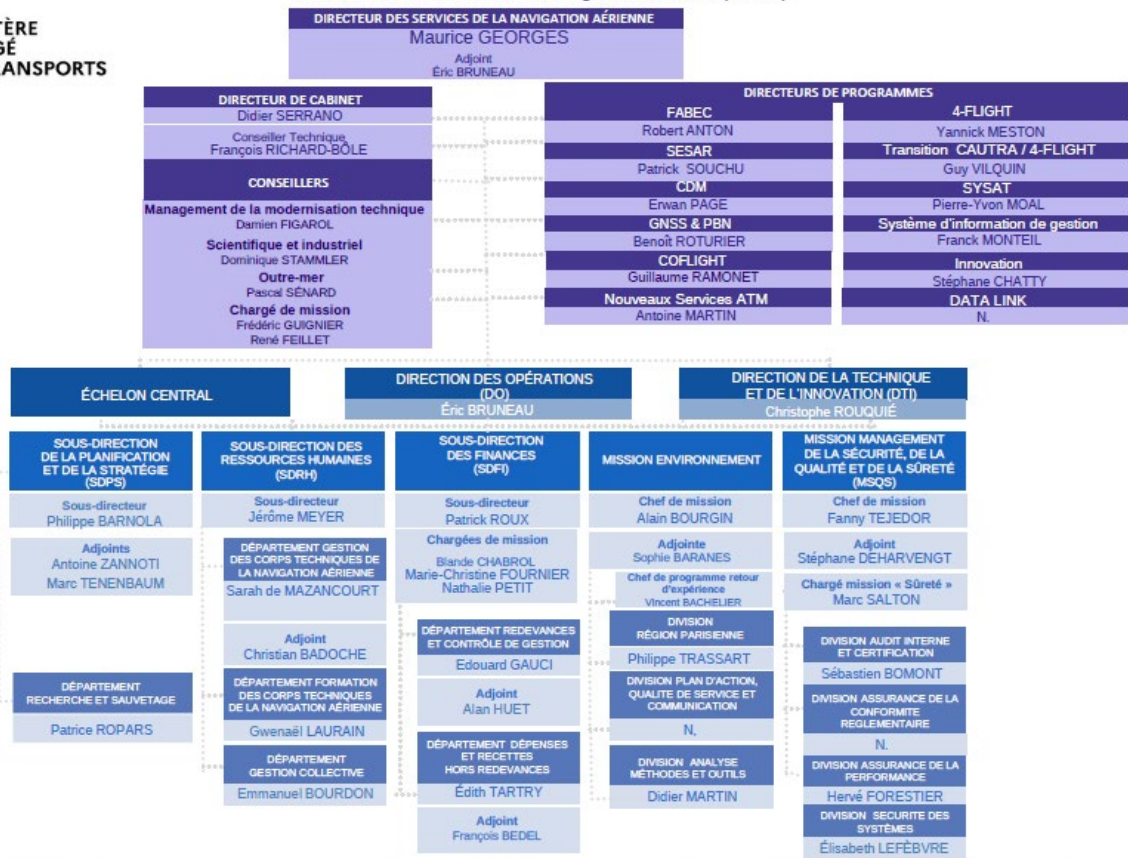 TÈRE
GÉ
RANSPORTS
DIRECTEUR DES SERVICES DE LA NAVIGATION AÉRIENNE
Maurice GEORGES
Adjoint
Éric BRUNEAU
DIRECTEUR DE CABINET
Didier SERRANO
Conseiller Technique
François RICHARD-BÔLE
CONSEILLERS
Management de la modernisation technique
Damien FIGAROL
Scientifique et industriel
Dominique STAMMLER
Outre-mer
Pascal SÉNARD
Chargé de mission
Frédéric GUIGNIER
René FEILLET
DIRECTEURS DE PROGRAMMES
FABEC
Robert ANTON
SESAR
Patrick SOUCHU
CDM
Erwan PAGE
GNSS & PBN
Benoît ROTURIER
COFLIGHT
Guillaume RAMONET
Nouveaux Services ATM
Antoine MARTIN
4-FLIGHT
Yannick MESTON
Transition CAUTRA / 4-FLIGHT
Guy VILQUIN
SYSAT
Pierre-Yvon MOAL
Système d'information de gestion
Franck MONTEIL
Innovation
Stéphane CHATTY
DATA LINK
N.
ÉCHELON CENTRAL
DIRECTION DES OPÉRATIONS
(DO)
Éric BRUNEAU
DIRECTION DE LA TECHNIQUE
ET DE L'INNOVATION (DTI)
Christophe ROUQUIÉ
SOUS-DIRECTION
DE LA PLANIFICATION
ET DE LA STRATÉGIE
(SDPS)
Sous-directeur
Philippe BARNOLA
Adjoints
Antoine ZANNOTI
Marc TENENBAUM
DÉPARTEMENT
RECHERCHE ET SAUVETAGE
Patrice ROPARS
SOUS-DIRECTION DES
RESSOURCES HUMAINES
(SDRH)
Sous-directeur
Jérôme MEYER
DÉPARTEMENT GESTION
DES CORPS TECHNIQUES DE
LA NAVIGATION AÉRIENNE
Sarah de MAZANCOURT
Adjoint
Christian BADOCHE
DÉPARTEMENT FORMATION
DES CORPS TECHNIQUES
DE LA NAVIGATION AÉRIENNE
Gwenaël LAURAIN
DÉPARTEMENT
GESTION COLLECTIVE
Emmanuel BOURDON
SOUS-DIRECTION
DES FINANCES
(SDFI)
Sous-directeur
Patrick ROUX
Chargées de mission
Blande CHABROL
Marie-Christine FOURNIER
Nathalie PETIT
DÉPARTEMENT REDEVANCES
ET CONTRÔLE DE GESTION
Edouard GAUCI
Adjoint
Alan HUET
DÉPARTEMENT DÉPENSES
ET RECETTES
HORS REDEVANCES
Édith TARTRY
Adjoint
François BEDEL
MISSION ENVIRONNEMENT
Chef de mission
Alain BOURGIN
Adjointe
Sophie BARANES
Chef de programme retour
d'expérience
Vincent BACHELIER
DIVISION
RÉGION PARISIENNE
Philippe TRASSART
DIVISION PLAN D'ACTION,
QUALITE DE SERVICE ET
COMMUNICATION
N,
DIVISION ANALYSE
MÉTHODES ET OUTILS
Didier MARTIN
MISSION MANAGEMENT
DE LA SÉCURITÉ, DE LA
QUALITÉ ET DE LA SÛRETÉ
(MSQS)
Chef de mission
Fanny TEJEDOR
Adjoint
Stéphane DEHARVENGT
Chargé mission « Sûreté »
Marc SALTON
DIVISION AUDIT INTERNE
ET CERTIFICATION
Sébastien BOMONT
DIVISION ASSURANCE DE LA
CONFORMITE
REGLEMENTAIRE
N.
DIVISION ASSURANCE DE LA
PERFORMANCE
Hervé FORESTIER
DIVISION SECURITE DES
SYSTÈMES
Élisabeth LEFÈBVRE